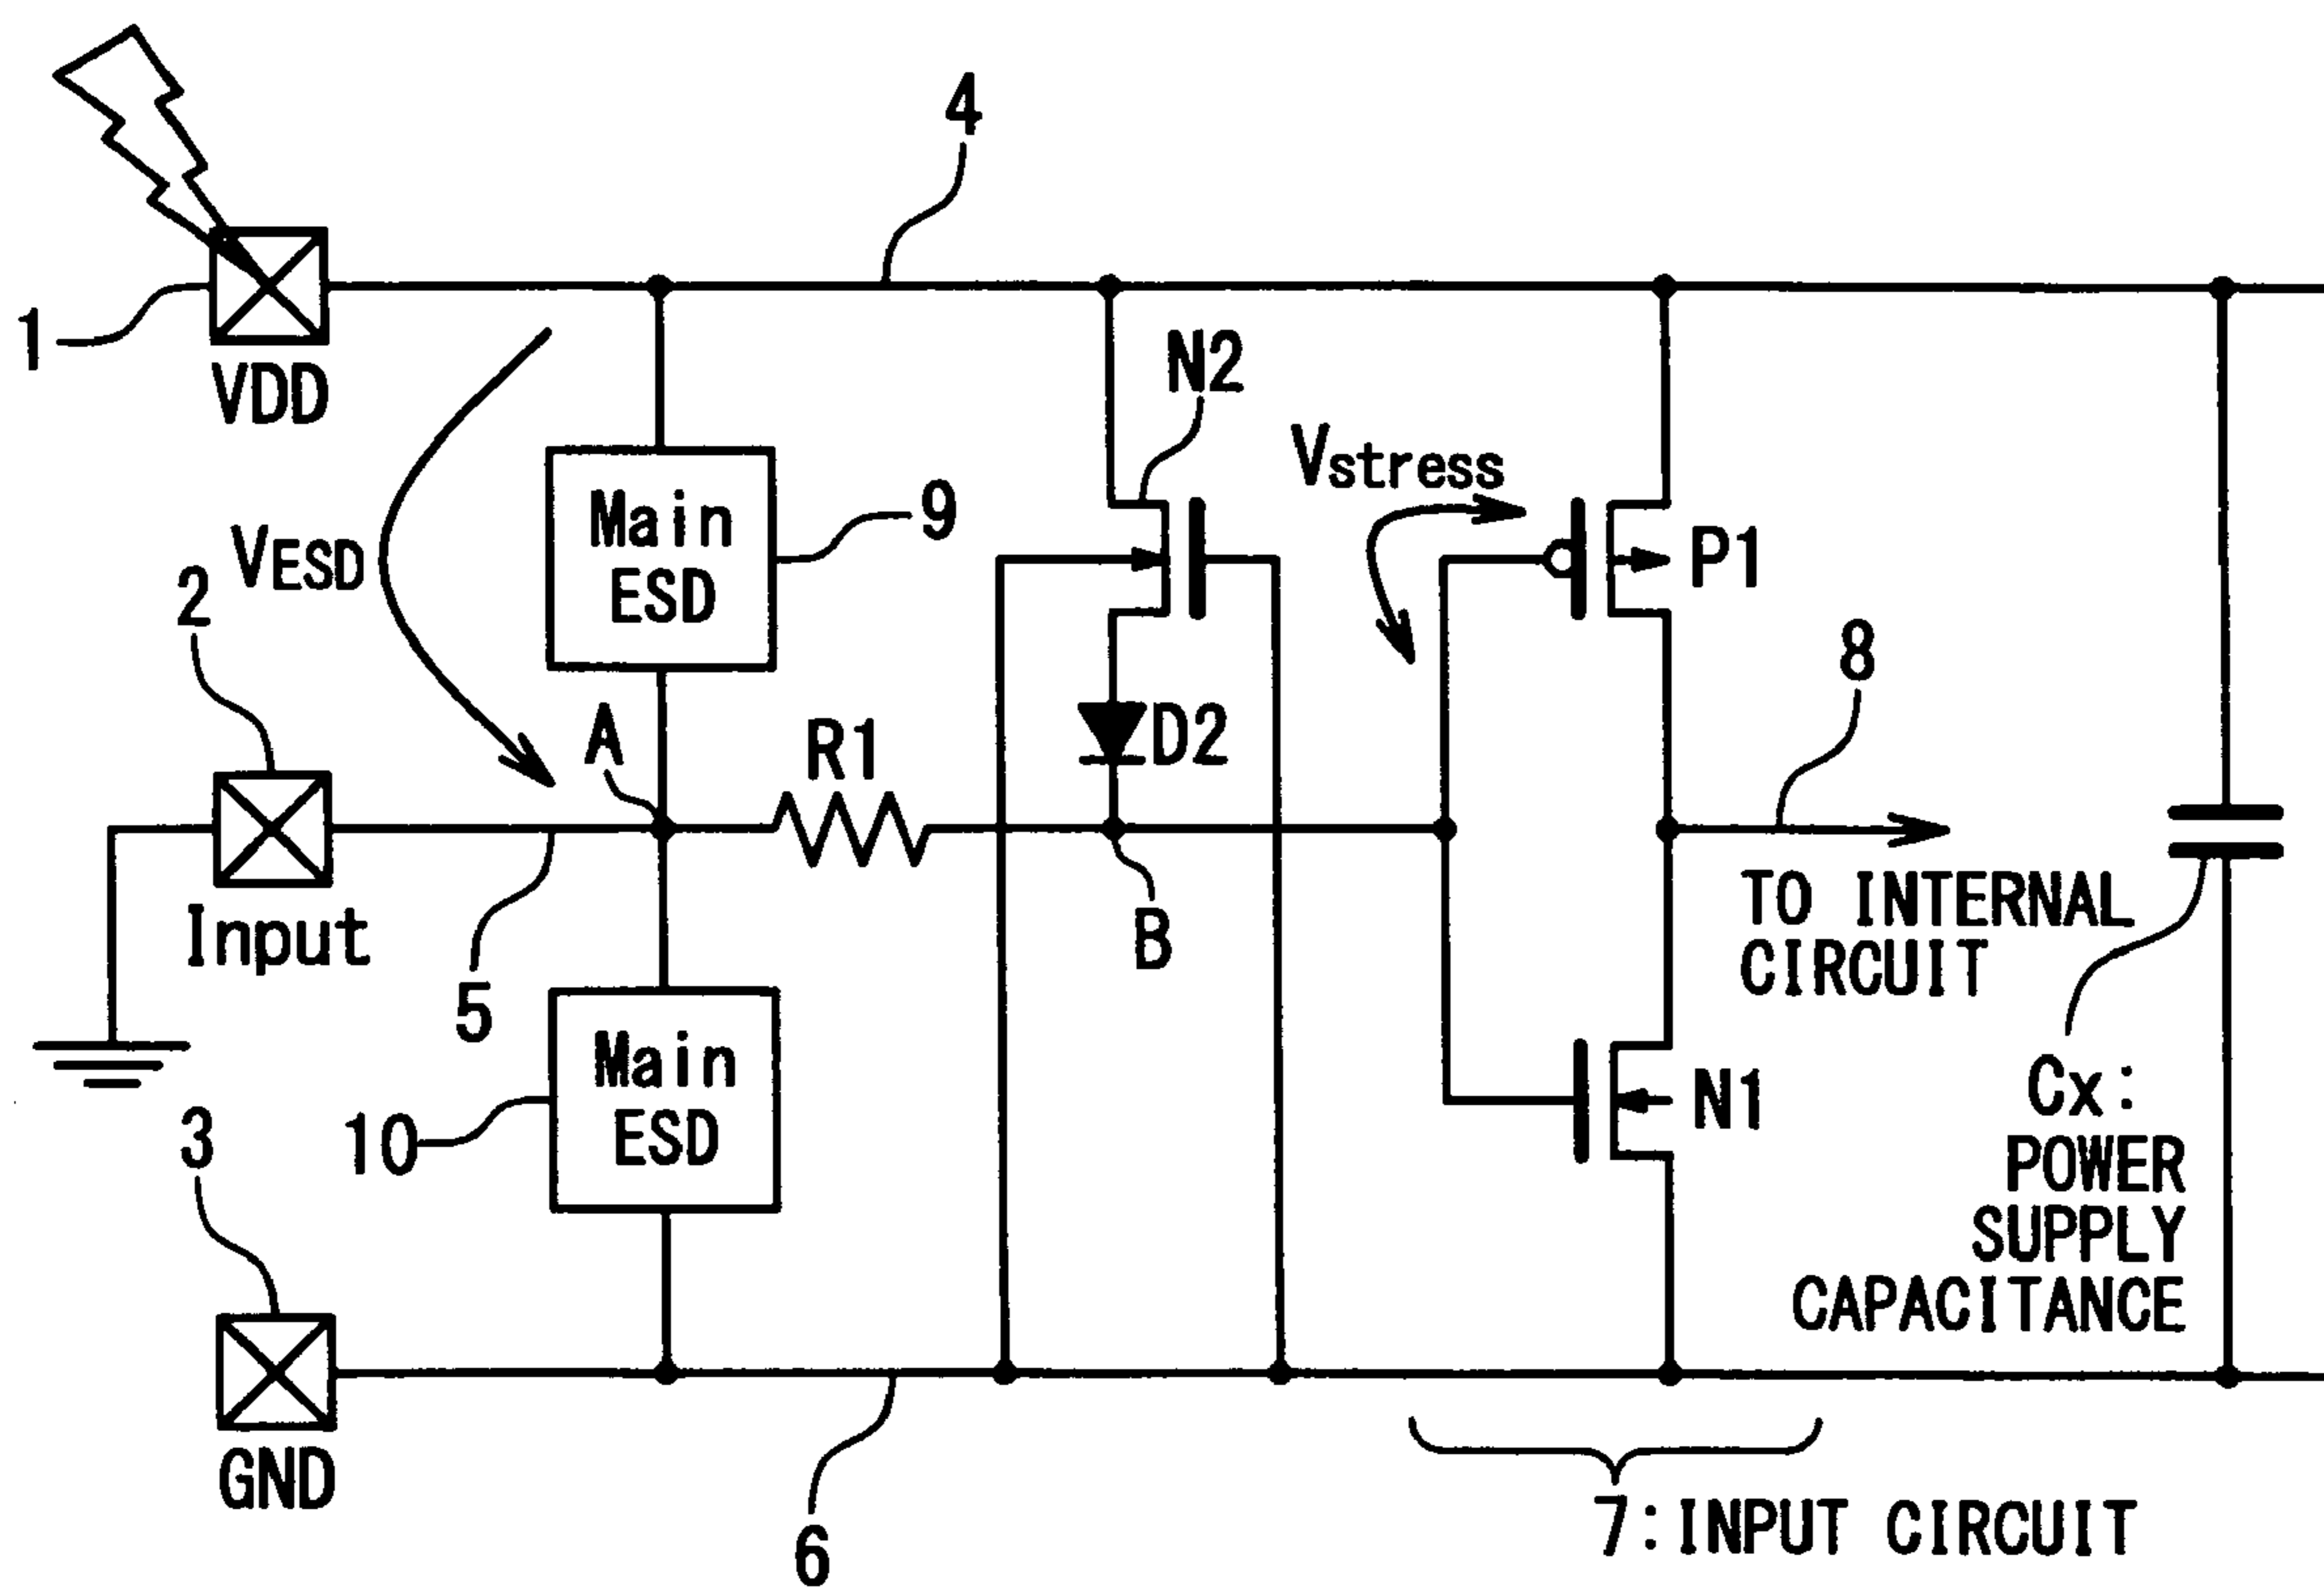 4
1
VDD
N2
Vstress
Main
ESD
9
P1
VESD
2
8
A
R1
D2
Input
5
B
TO INTERNAL
CIRCUIT
Main
ESD
10
N1
3
Cx:
POWER
SUPPLY
CAPACITANCE
GND
6
7:INPUT CIRCUIT